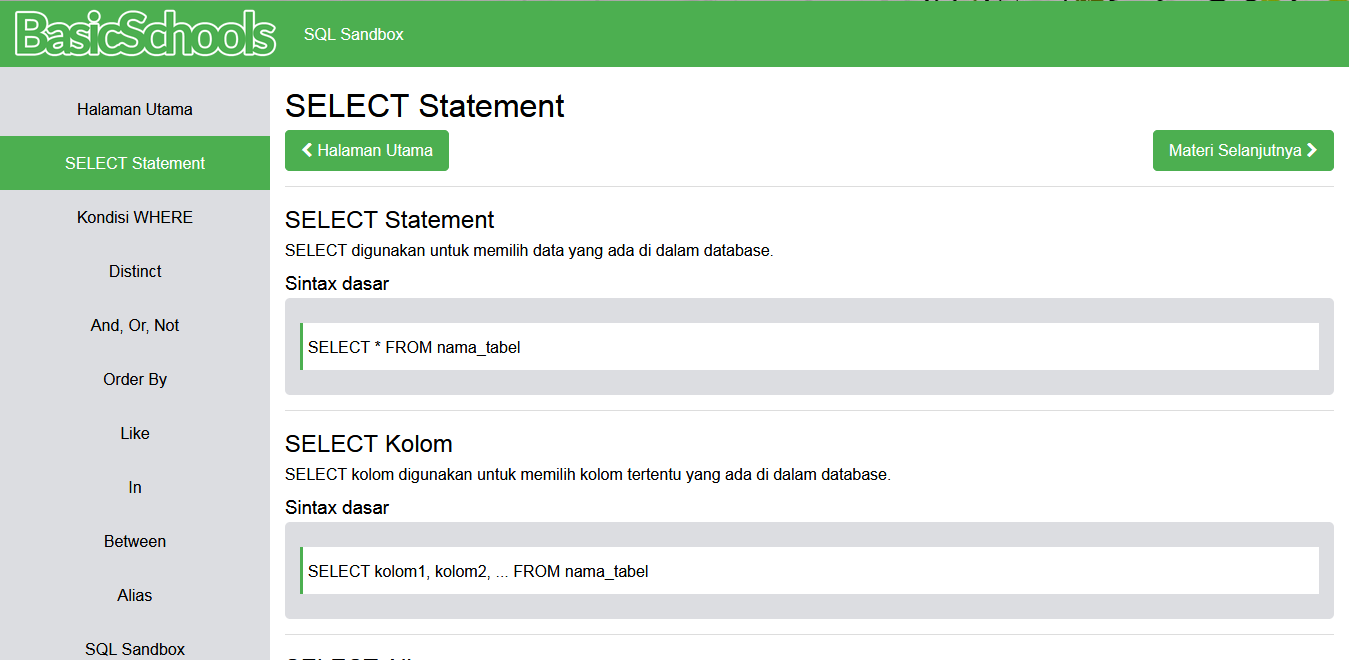 BasicSchools
SQL Sandbox
Halaman Utama
SELECT Statement
Kondisi WHERE
Distinct
And, Or, Not
Order By
Like
In
Between
Alias
SQL Sandbox
SELECT Statement
Halaman Utama
Materi Selanjutnya
SELECT Statement
SELECT digunakan untuk memilih data yang ada di dalam database.
Sintax dasar
SELECT * FROM nama_tabel
SELECT Kolom
SELECT kolom digunakan untuk memilih kolom tertentu yang ada di dalam database.
Sintax dasar
SELECT kolom1, kolom2, ... FROM nama_tabel